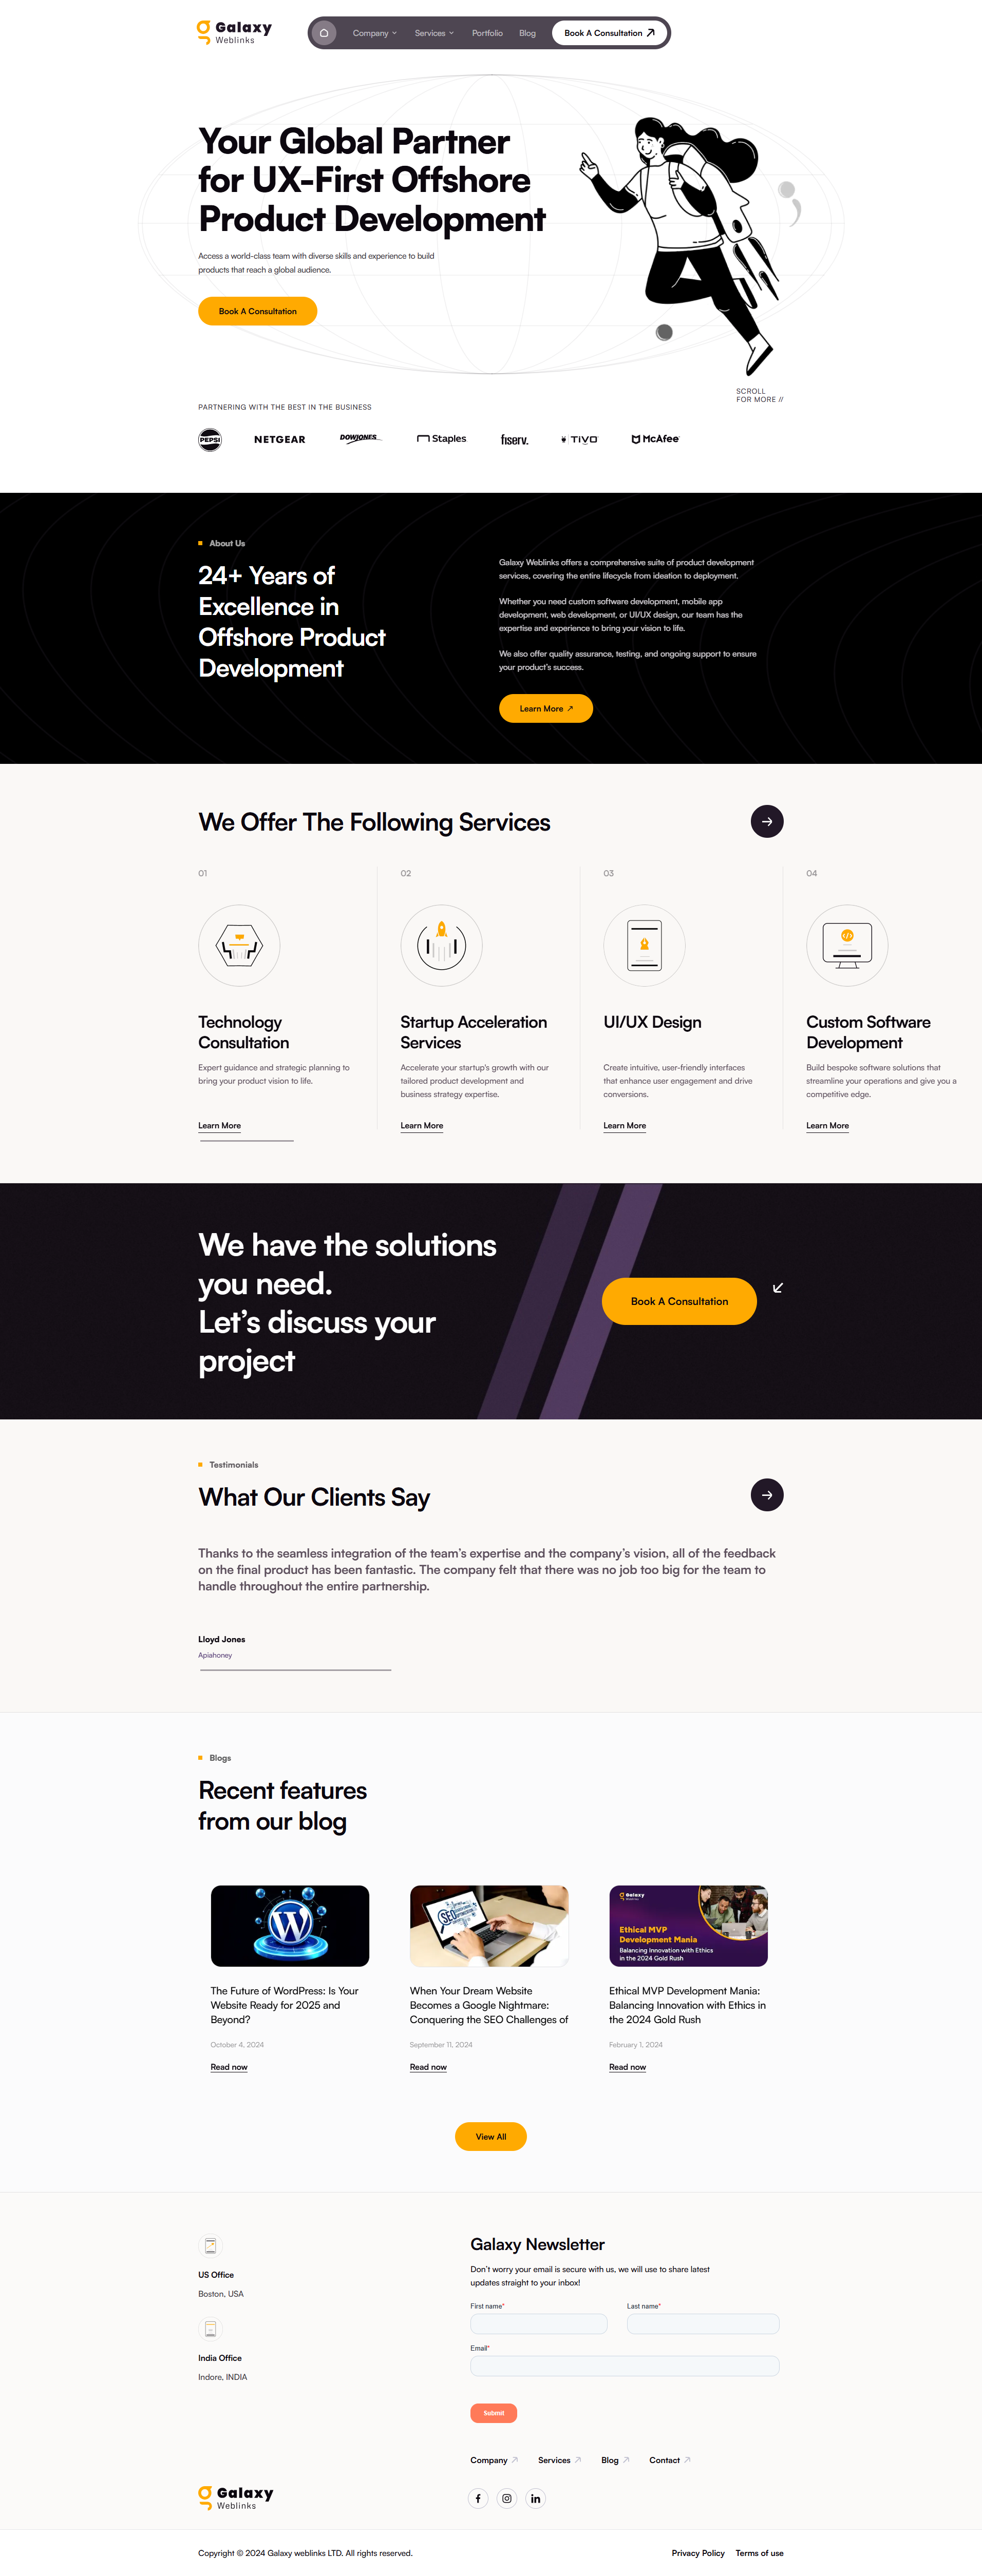 Galaxy
Weblinks
Company
Services
Portfolio
Blog
Book A Consultation
Your Global Partner
for UX-First Offshore
Product Development
Access a world-class team with diverse skills and experience to build
products that reach a global audience.
Book A Consultation
SCROLL
FOR MORE //
PARTNERING WITH THE BEST IN THE BUSINESS
PEPSI
NETGEAR
DOWJONES
Staples
fiserv.
TiVO
McAfee
About Us
24+ Years of
Excellence in
Offshore Product
Development
Galaxy Weblinks offers a comprehensive suite of product development
services, covering the entire lifecycle from ideation to deployment.
Whether you need custom software development, mobile app
development, web development, or UI/UX design, our team has the
expertise and experience to bring your vision to life.
We also offer quality assurance, testing, and ongoing support to ensure
your product's success.
Learn More
We Offer The Following Services
01
Technology
Consultation
Expert guidance and strategic planning to
bring your product vision to life.
Learn More
02
Startup Acceleration
Services
Accelerate your startup's growth with our
tailored product development and
business strategy expertise.
Learn More
03
UI/UX Design
Create intuitive, user-friendly interfaces
that enhance user engagement and drive
conversions.
Learn More
04
Custom Software
Development
Build bespoke software solutions that
streamline your operations and give you a
competitive edge.
Learn More
We have the solutions
you need.
Let's discuss your
project
Book A Consultation
Testimonials
What Our Clients Say
Thanks to the seamless integration of the team's expertise and the company's vision, all of the feedback
on the final product has been fantastic. The company felt that there was no job too big for the team to
handle throughout the entire partnership.
Lloyd Jones
Apiahoney
Blogs
Recent features
from our blog
The Future of WordPress: Is Your
Website Ready for 2025 and
Beyond?
October 4, 2024
Read now
SEO
When Your Dream Website
Becomes a Google Nightmare:
Conquering the SEO Challenges of
September 11, 2024
Read now
Galaxy
Weblinks
Ethical MVP
Development Mania
Balancing Innovation with Ethics
in the 2024 Gold Rush
Ethical MVP Development Mania:
Balancing Innovation with Ethics in
the 2024 Gold Rush
February 1, 2024
Read now
View All
US Office
Boston, USA
India Office
Indore, INDIA
Galaxy Newsletter
Don't worry your email is secure with us, we will use to share latest
updates straight to your inbox!
First name*
Last name*
Email*
Submit
Company
Services
Blog
Contact
Galaxy
Weblinks
Copyright © 2024 Galaxy weblinks LTD. All rights reserved.
Privacy Policy
Terms of use